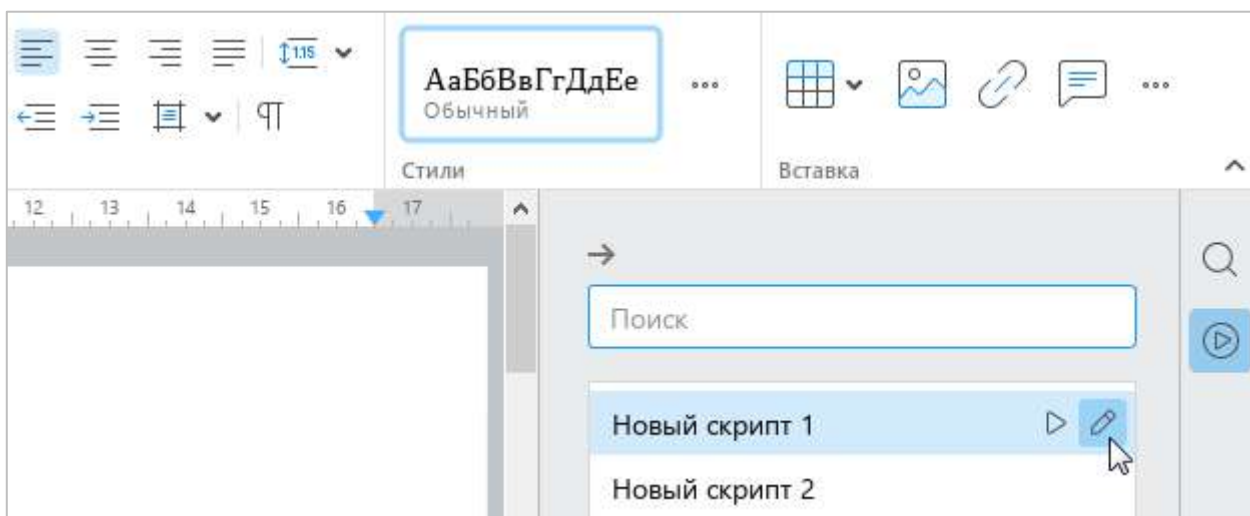 1.15
АаБбВвГгДдЕе
Обычный
Стили
Вставка
12 13 14 15 16 17
Поиск
Новый скрипт 1
Новый скрипт 2